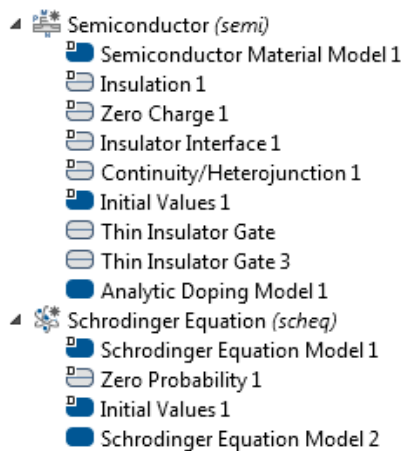 Semiconductor (semi)
Semiconductor Material Model 1
Insulation 1
Zero Charge 1
Insulator Interface 1
Continuity/Heterojunction 1
Initial Values 1
Thin Insulator Gate
Thin Insulator Gate 3
Analytic Doping Model 1
Schrodinger Equation (scheq)
Schrodinger Equation Model 1
Zero Probability 1
Initial Values 1
Schrodinger Equation Model 2